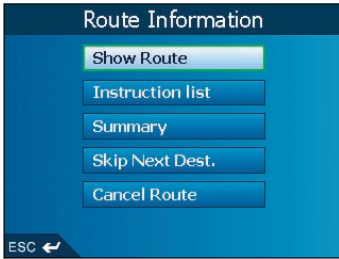 Route Information
Show Route
Instruction list
Summary
Skip Next Dest.
Cancel Route
ESC